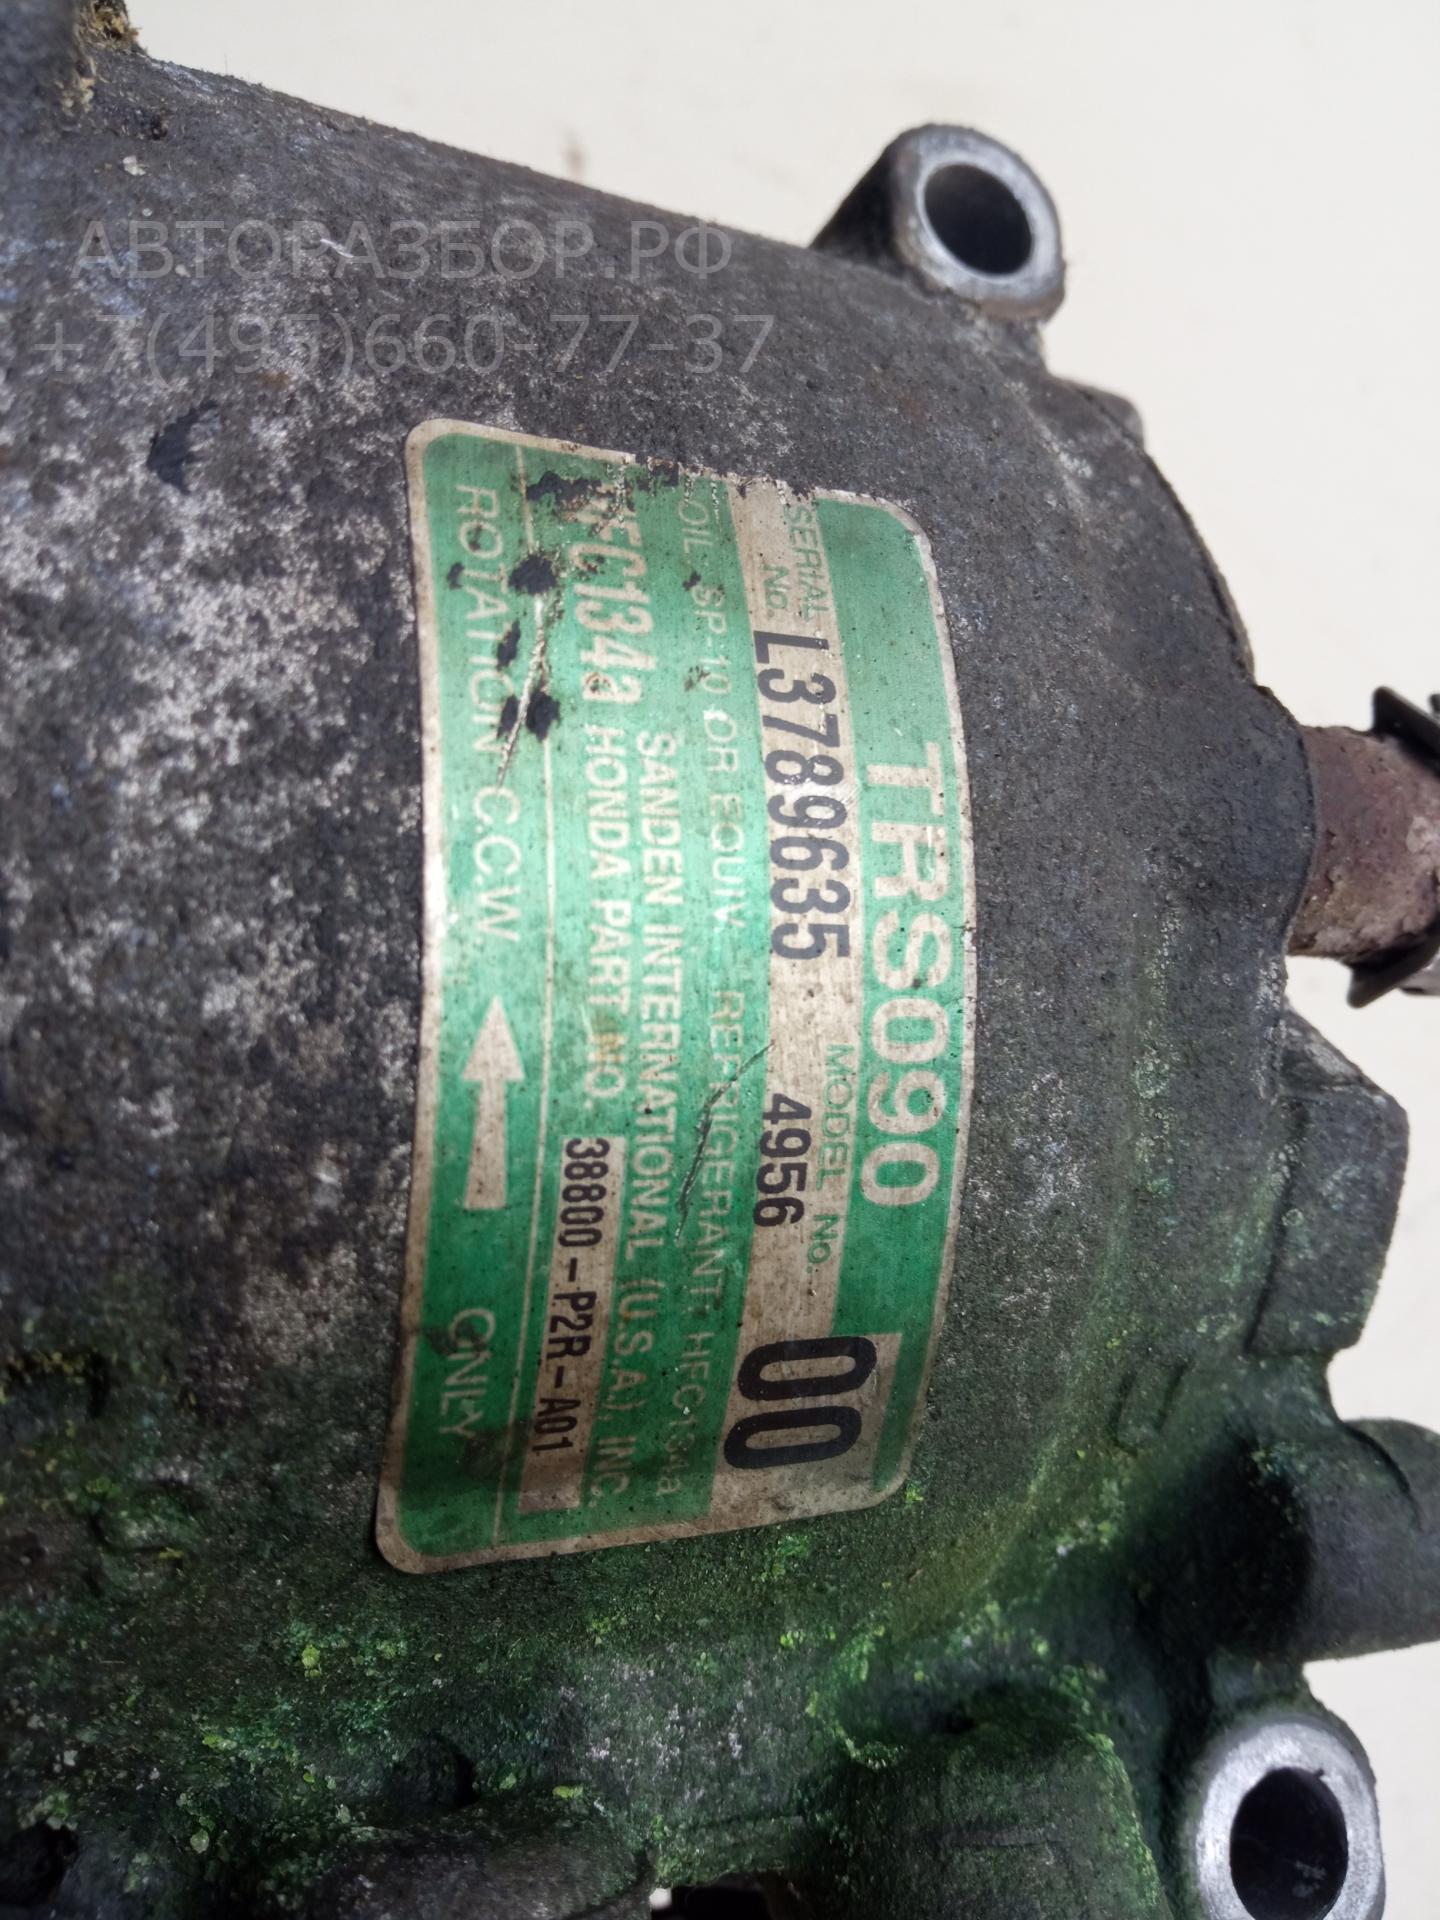 АВТОРАЗБОР.РФ
+7(495)660-77-37
TRS090
SERIAL No. L3789635 MODEL No. 4956 00
OIL SP-10 OR EQUIV. REFRIGERANT: HFC134a
SANDEN INTERNATIONAL (U.S.A), INC.
HFC134a HONDA PART NO. 38800-P2R-A01
ROTATION C.C.W. ONLY